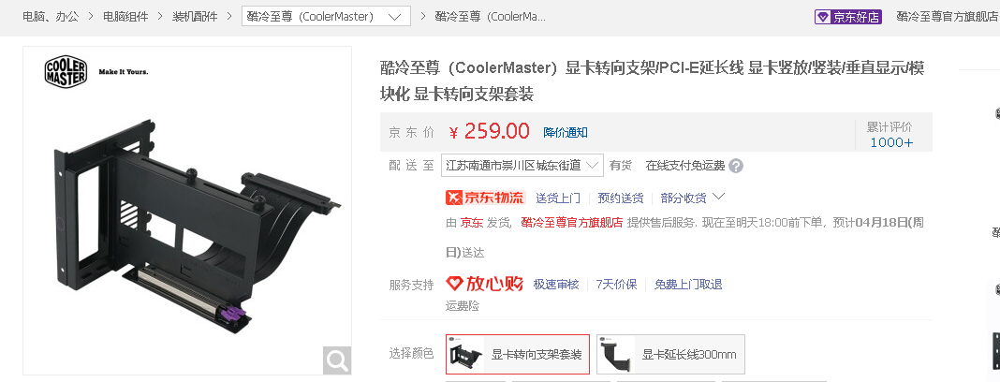 电脑、办公 > 电脑组件 > 装机配件 > 酷冷至尊（CoolerMaster） > 酷冷至尊（CoolerMa...
京东好店 酷冷至尊官方旗舰店
COOLER MASTER Make It Yours.
酷冷至尊（CoolerMaster）显卡转向支架/PCI-E延长线 显卡竖放/竖装/垂直显示/模
块化 显卡转向支架套装
京东价 ￥259.00 降价通知
累计评价
1000+
配送至 江苏南通市崇川区城东街道 有货 在线支付免运费 ?
京东物流 送货上门 预约送货 部分收货
由 京东 发货, 酷冷至尊官方旗舰店 提供售后服务. 现在至明天18:00前下单，预计04月18日(周
日)送达
服务支持 放心购 极速审核 7天价保 免费上门取退
运费险
选择颜色 显卡转向支架套装 显卡延长线300mm